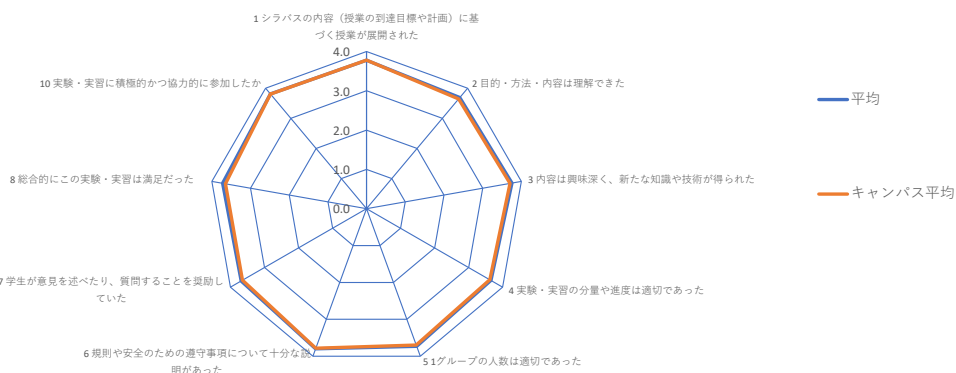 1 シラバスの内容（授業の到達目標や計画）に基
づく授業が展開された
4.0
10 実験・実習に積極的かつ協力的に参加したか
2 目的・方法・内容は理解できた
3.0
平均
2.0
1.0
8 総合的にこの実験・実習は満足だった
3 内容は興味深く、新たな知識や技術が得られた
キャンパス平均
0.0
7 学生が意見を述べたり、質問することを奨励し
ていた
4 実験・実習の分量や進度は適切であった
6 規則や安全のための遵守事項について十分な説
明があった
5 1グループの人数は適切であった